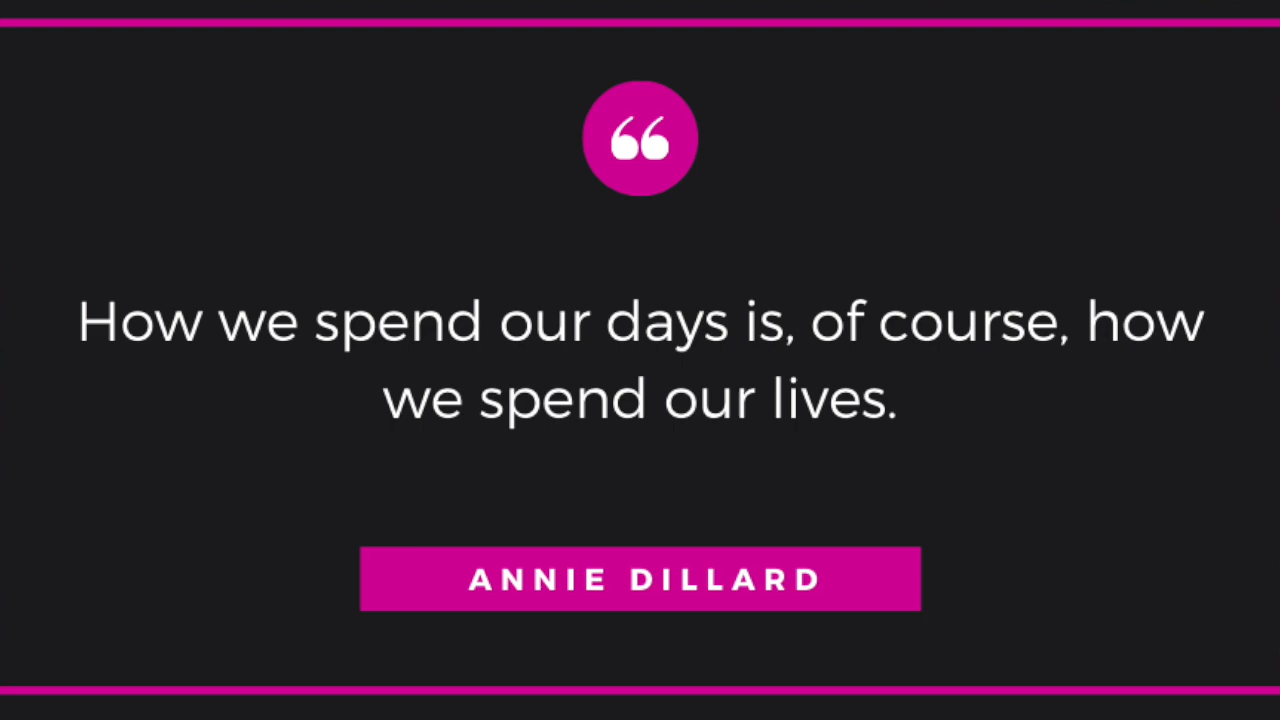 “
How we spend our days is, of course, how
we spend our lives.
ANNIE DILLARD